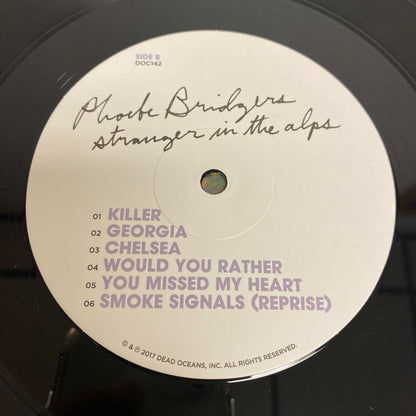 SIDE B
DOC142
Phoebe Bridgers
stranger in the alps
01 KILLER
02 GEORGIA
03 CHELSEA
04 WOULD YOU RATHER
05 YOU MISSED MY HEART
06 SMOKE SIGNALS (REPRISE)
© & ℗ 2017 DEAD OCEANS, INC. ALL RIGHTS RESERVED.